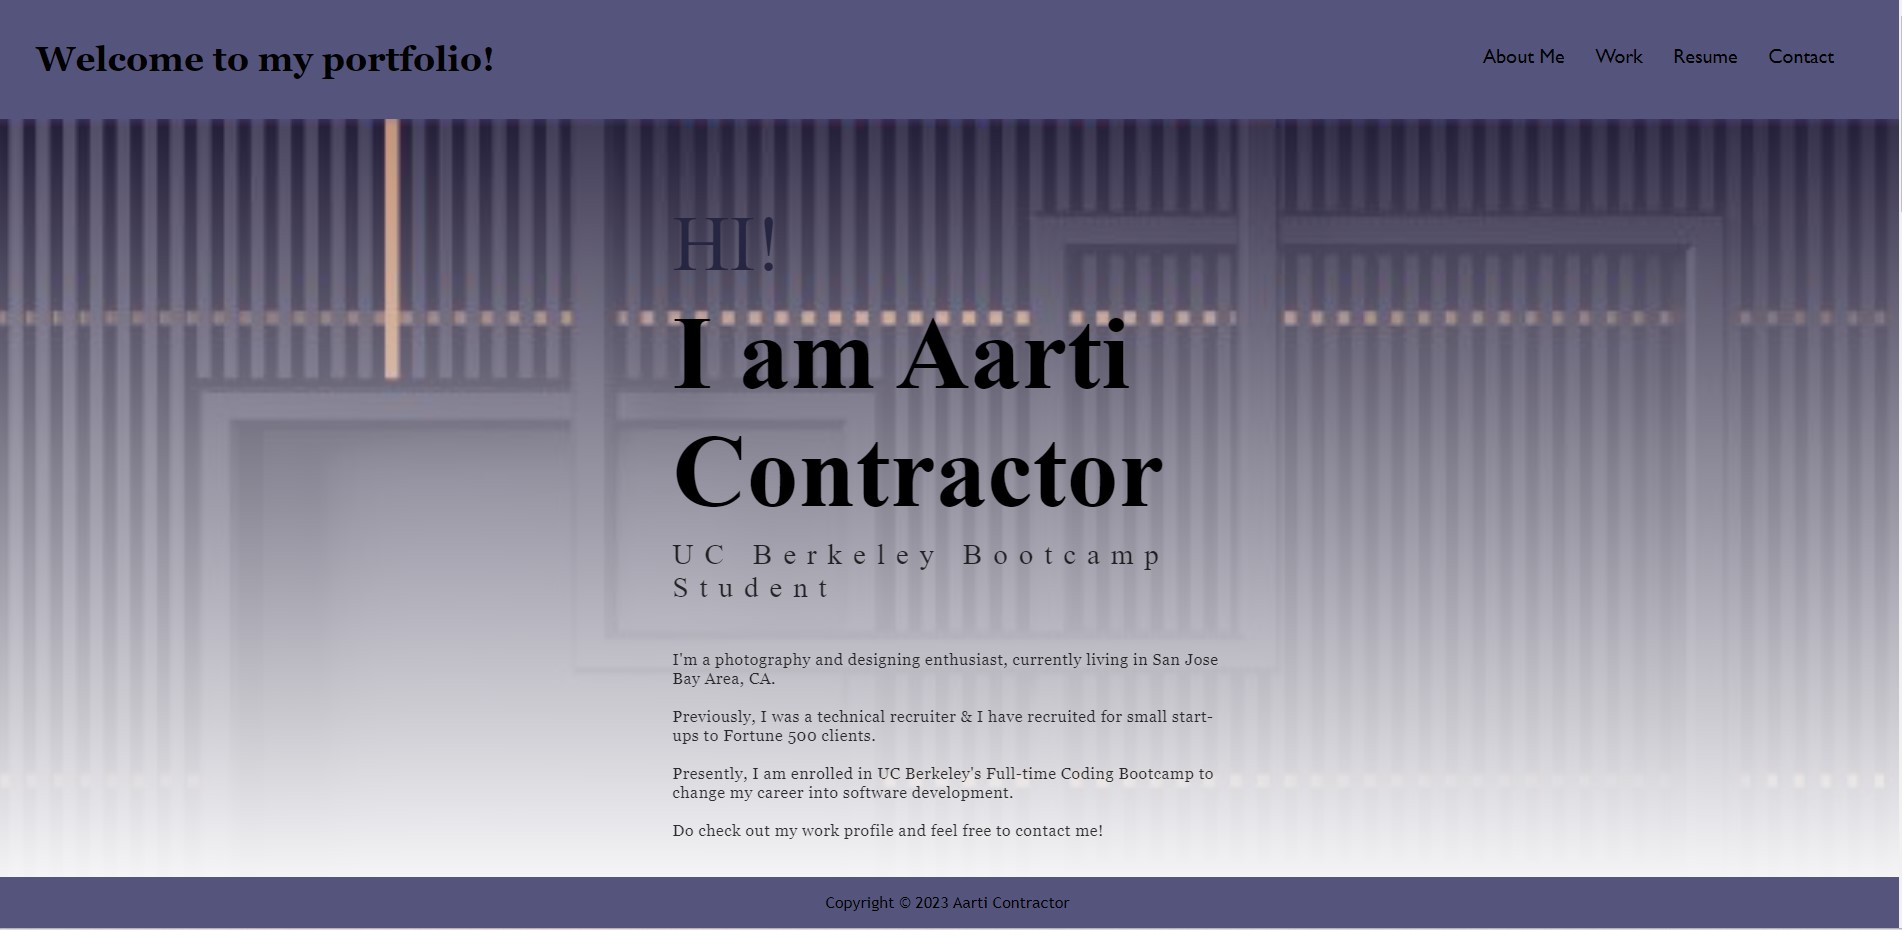 Welcome to my portfolio!
About Me Work Resume Contact
HI!
I am Aarti
Contractor
UC Berkeley Bootcamp
Student
I'm a photography and designing enthusiast, currently living in San Jose
Bay Area, CA.
Previously, I was a technical recruiter & I have recruited for small start-
ups to Fortune 500 clients.
Presently, I am enrolled in UC Berkeley's Full-time Coding Bootcamp to
change my career into software development.
Do check out my work profile and feel free to contact me!
Copyright © 2023 Aarti Contractor